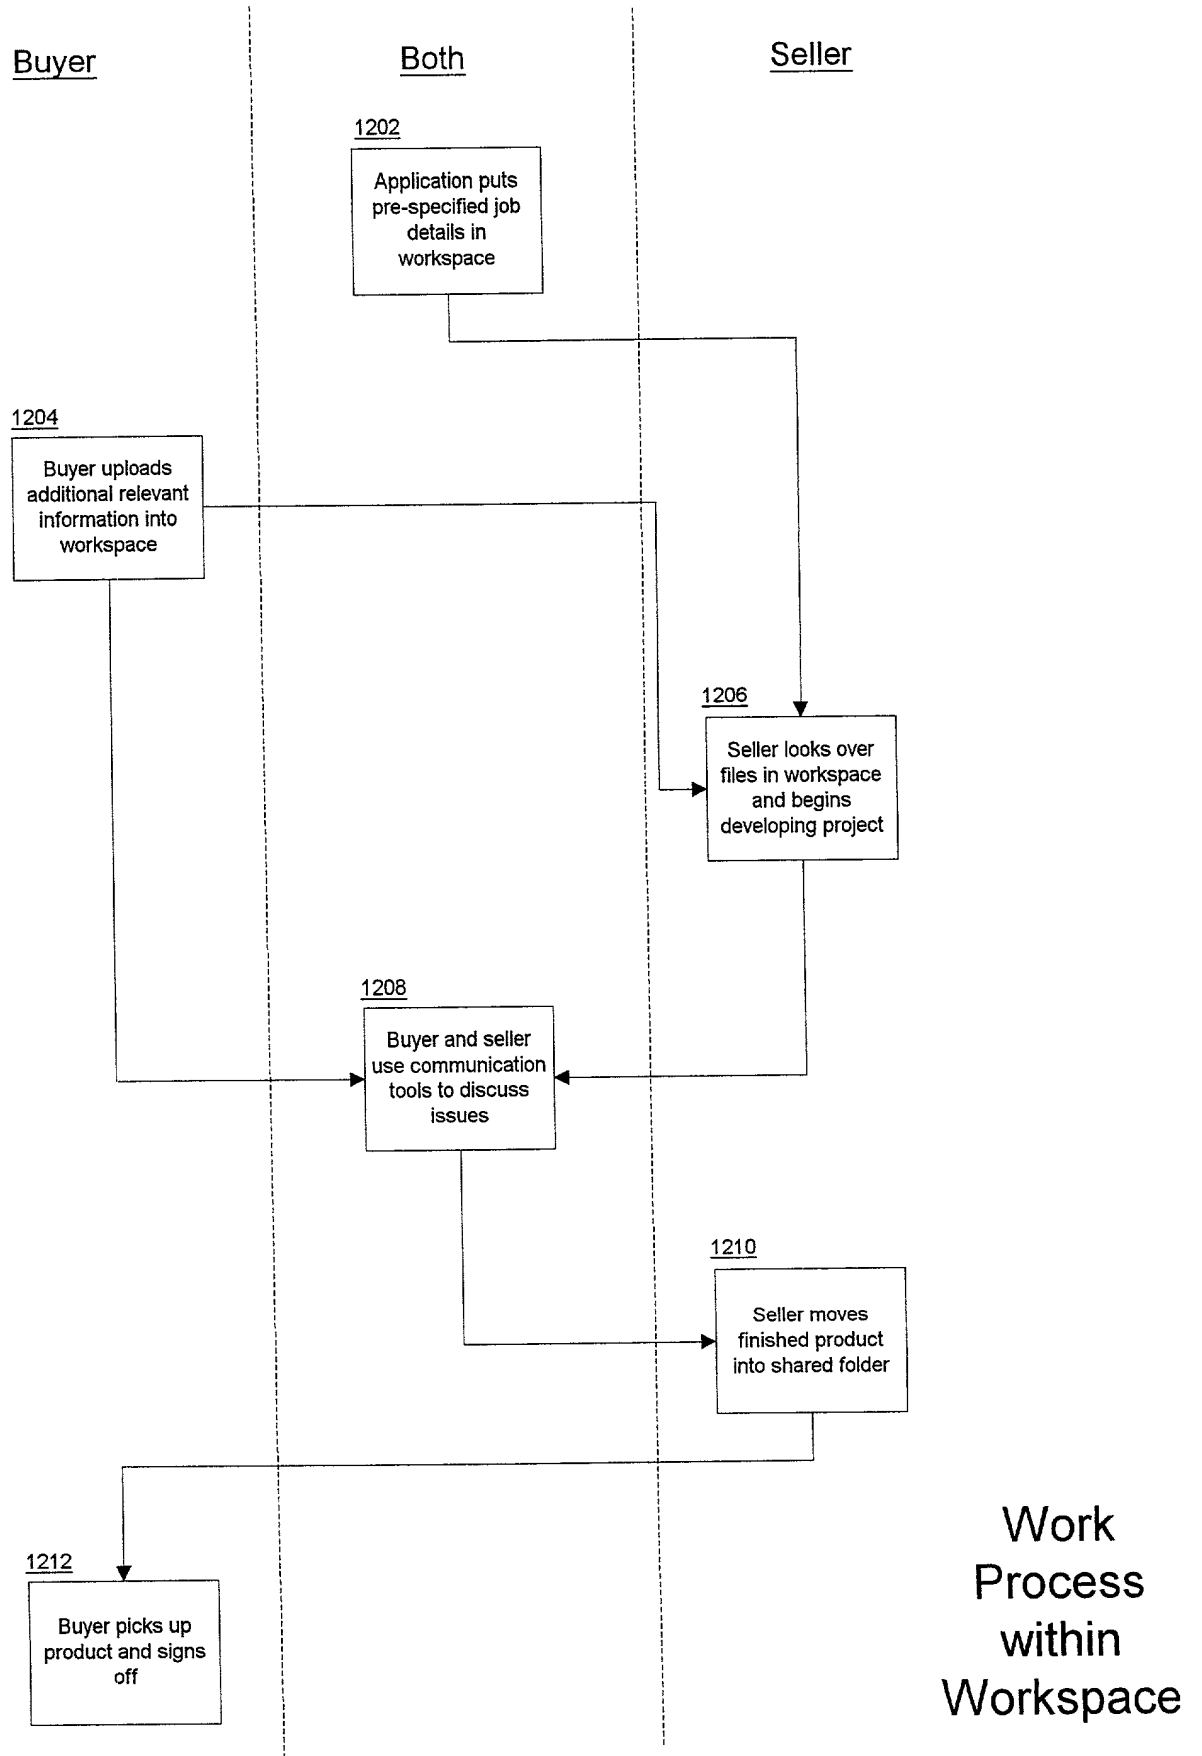 Buyer
Both
Seller
1202
Application puts
pre-specified job
details in
workspace
1204
Buyer uploads
additional relevant
information into
workspace
1206
Seller looks over
files in workspace
and begins
developing project
1208
Buyer and seller
use communication
tools to discuss
issues
1210
Seller moves
finished product
into shared folder
1212
Buyer picks up
product and signs
off
Work
Process
within
Workspace